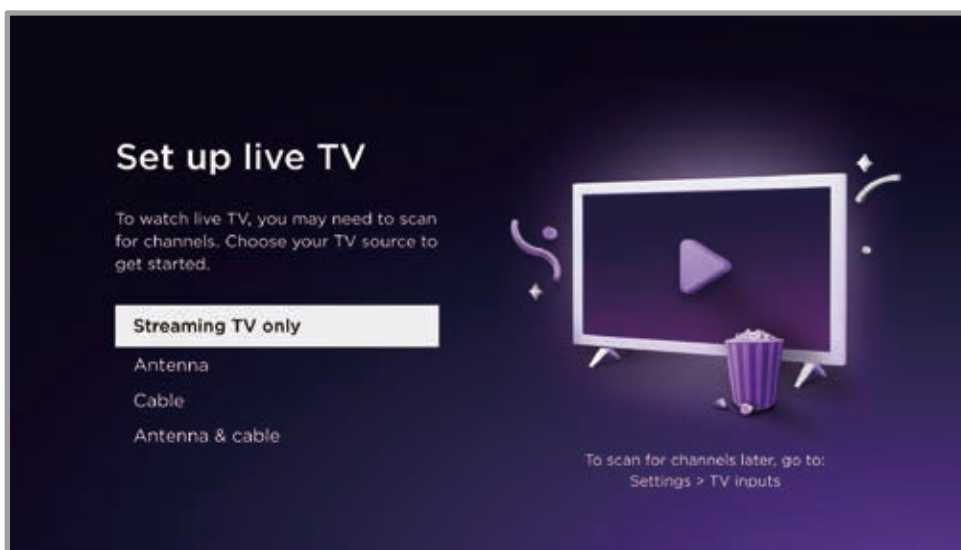 Set up live TV
To watch live TV, you may need to scan
for channels. Choose your TV source to
get started.
Streaming TV only
Antenna
Cable
Antenna & cable
To scan for channels later, go to:
Settings > TV inputs